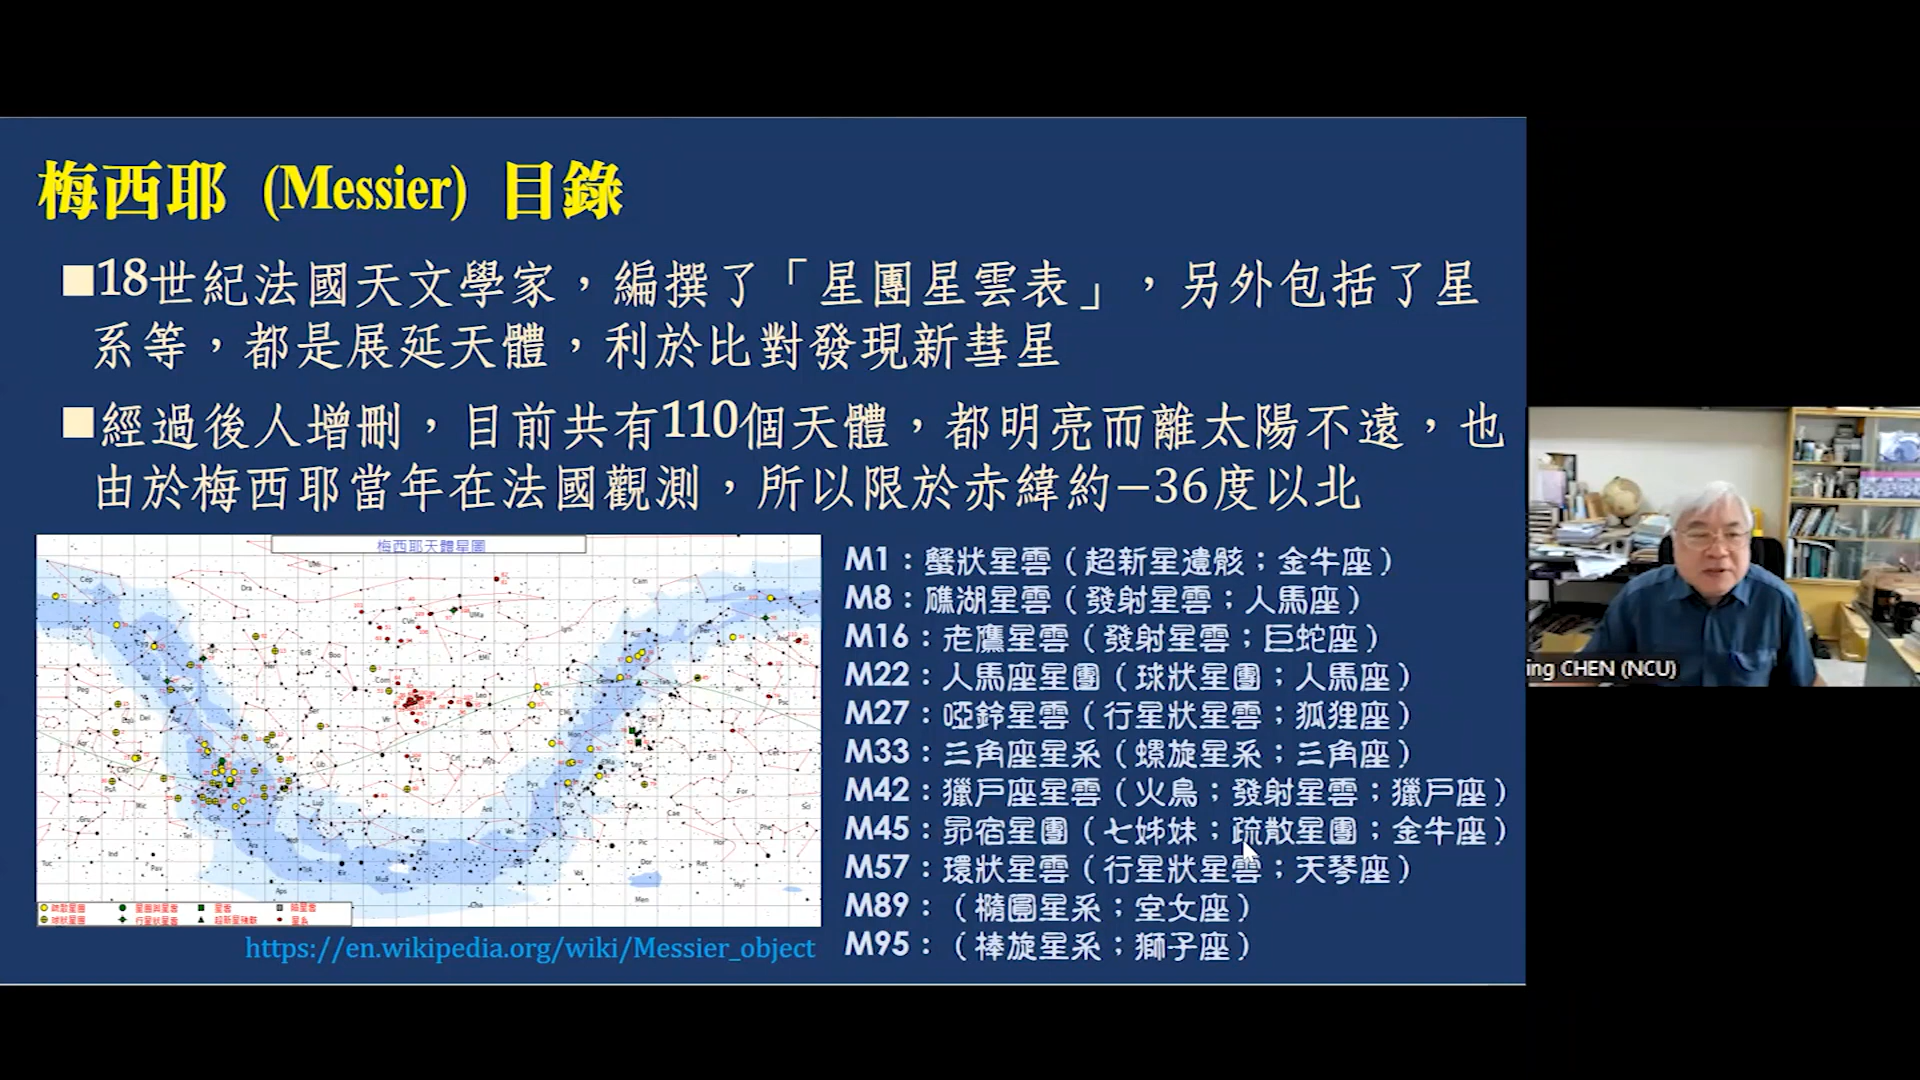 梅西耶 (Messier) 目錄
■18世紀法國天文學家，編撰了「星團星雲表」，另外包括了星
系等，都是展延天體，利於比對發現新彗星
■經過後人增刪，目前共有110個天體，都明亮而離太陽不遠，也
由於梅西耶當年在法國觀測，所以限於赤緯約−36度以北
梅西耶天體星圖
https://en.wikipedia.org/wiki/Messier_object
M1：蟹狀星雲（超新星遺骸；金牛座）
M8：礁湖星雲（發射星雲；人馬座）
M16：老鷹星雲（發射星雲；巨蛇座）
M22：人馬座星團（球狀星團；人馬座）
M27：啞鈴星雲（行星狀星雲；狐狸座）
M33：三角座星系（螺旋星系；三角座）
M42：獵戶座星雲（火鳥；發射星雲；獵戶座）
M45：昴宿星團（七姊妹；疏散星團；金牛座）
M57：環狀星雲（行星狀星雲；天琴座）
M89：（橢圓星系；室女座）
M95：（棒旋星系；獅子座）
ing CHEN (NCU)